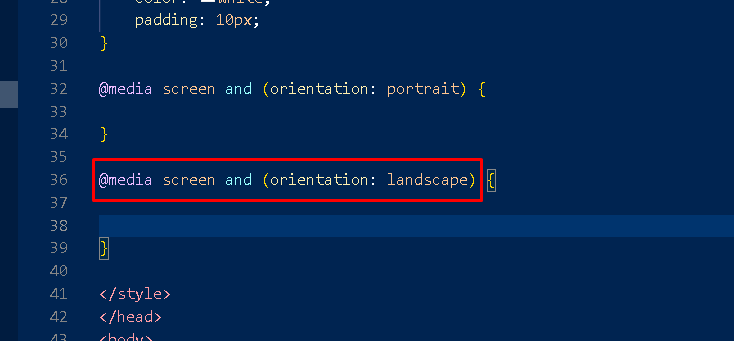 28 color: white;
29 padding: 10px;
30 }
31
32 @media screen and (orientation: portrait) {
33
34 }
35
36 @media screen and (orientation: landscape) {
37
38
39 }
40
41 </style>
42 </head>
43 <body>